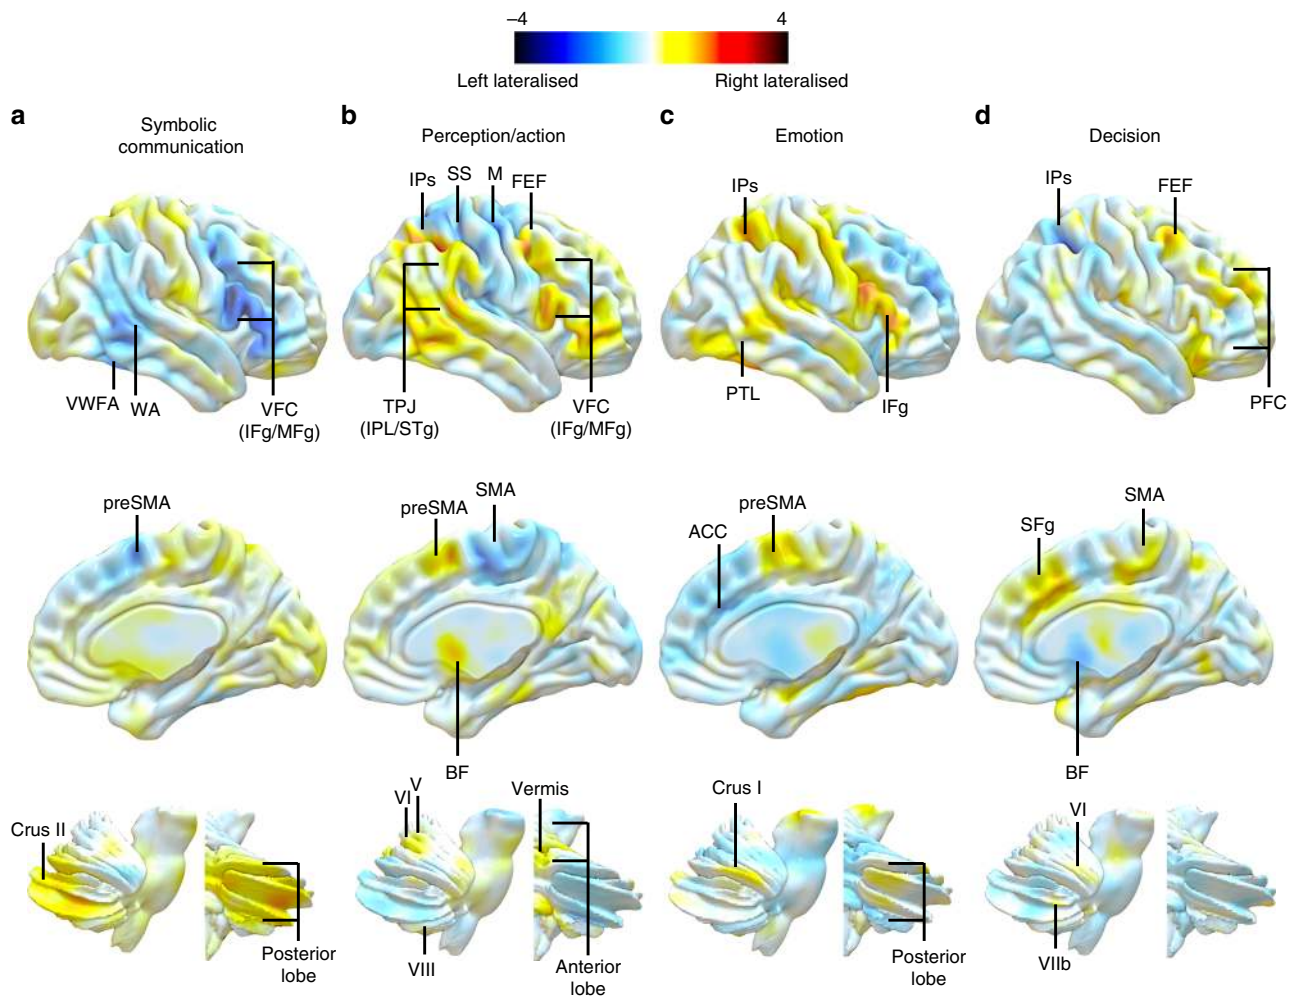 –4 4
Left lateralised Right lateralised
a b c d
Symbolic
communication
Perception/action
Emotion
Decision
IPs SS M FEF
IPs
IPs FEF
VWFA WA VFC
(IFg/MFg)
TPJ
(IPL/STg)
VFC
(IFg/MFg)
PTL IFg
PFC
preSMA
preSMA SMA
ACC preSMA
SFg SMA
BF
BF
Crus II
Posterior
lobe
VI V Vermis
VIII
Anterior
lobe
Crus I
Posterior
lobe
VI
VIIb